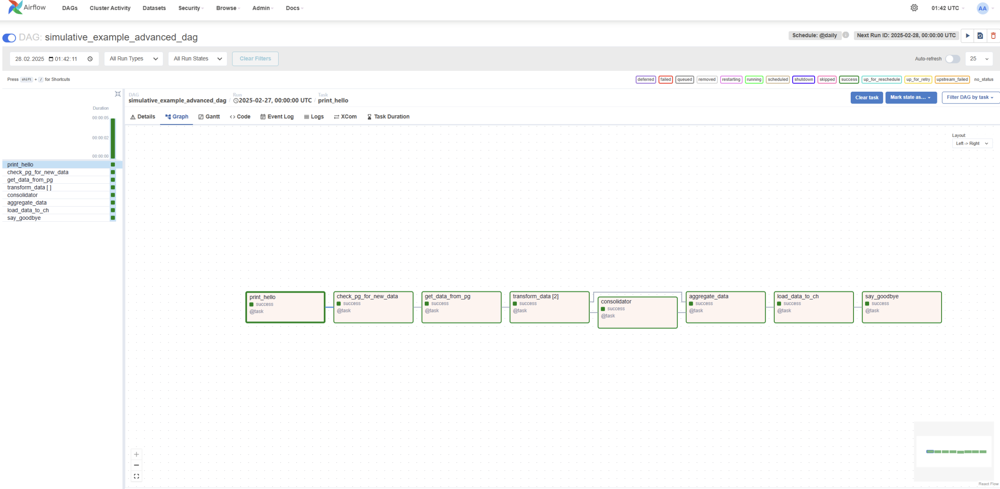 Airflow DAGs Cluster Activity Datasets Security Browse Admin Docs 01:42 UTC AA
DAG: simulative_example_advanced_dag Schedule: @daily i Next Run ID: 2025-02-28, 00:00:00 UTC
28.02.2025 01:42:11 All Run Types All Run States Clear Filters Auto-refresh 25
Press shift + / for Shortcuts deferred failed queued removed restarting running scheduled shutdown skipped success up_for_reschedule up_for_retry upstream_failed no_status
Duration
00:00:05
00:00:02
00:00:00
print_hello
check_pg_for_new_data
get_data_from_pg
transform_data [ ]
consolidator
aggregate_data
load_data_to_ch
say_goodbye
DAG Run Task
simulative_example_advanced_dag / 2025-02-27, 00:00:00 UTC / print_hello
Clear task Mark state as... Filter DAG by task
Details Graph Gantt Code Event Log Logs XCom Task Duration
Layout:
Left -> Right
print_hello
success
@task
check_pg_for_new_data
success
@task
get_data_from_pg
success
@task
transform_data [2]
success
@task
consolidator
success
@task
aggregate_data
success
@task
load_data_to_ch
success
@task
say_goodbye
success
@task
React Flow